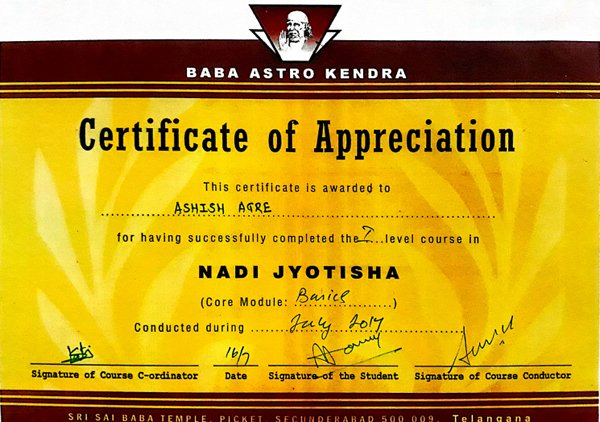 BABA ASTRO KENDRA
Certificate of Appreciation
This certificate is awarded to
ASHISH AGRE
for having successfully completed the I level course in
NADI JYOTISHA
(Core Module: Basics)
Conducted during July 2017
16/7
Signature of Course C-ordinator Date Signature of the Student Signature of Course Conductor
SRI SAI BABA TEMPLE, PICKET, SECUNDERABAD 500 009, Telangana